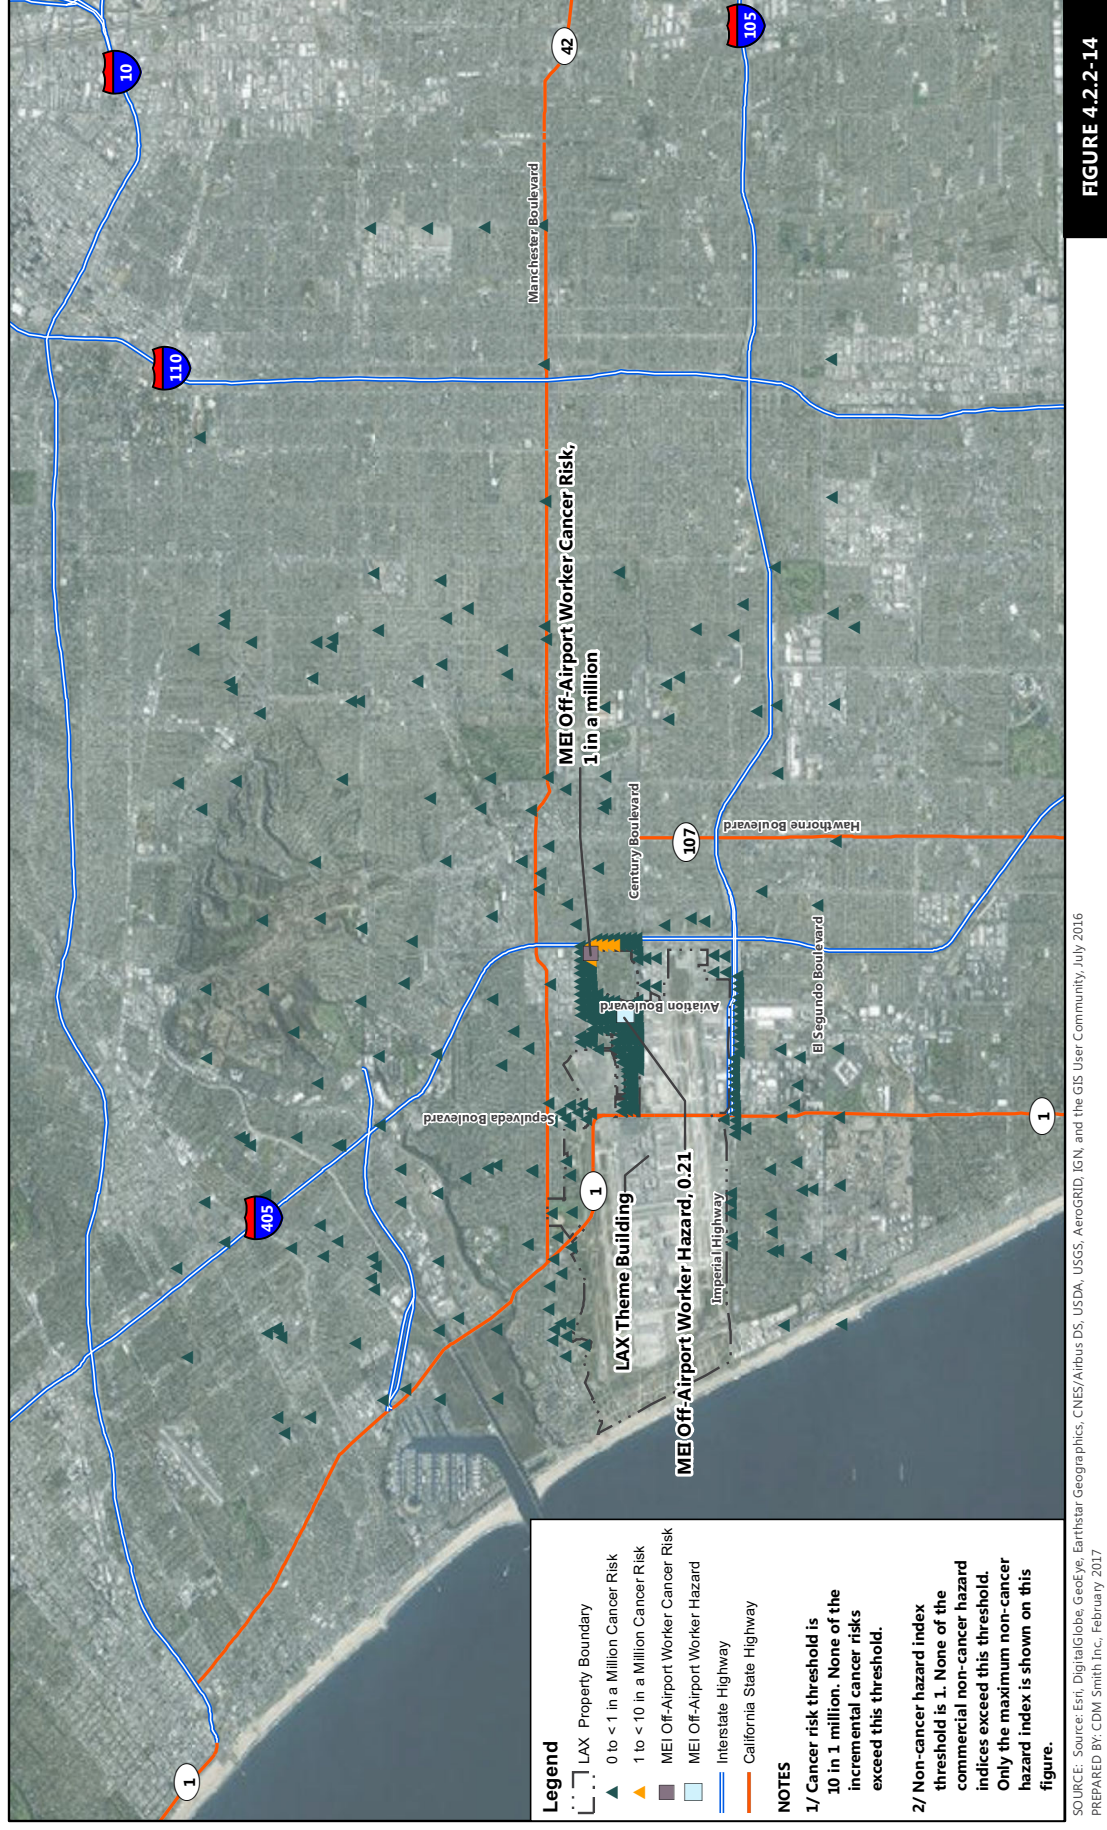 10
42
105
110
Manchester Boulevard
MEI Off-Airport Worker Cancer Risk,
1 in a million
Century Boulevard
107
Hawthorne Boulevard
Aviation Boulevard
El Segundo Boulevard
Sepulveda Boulevard
405
1
1
LAX Theme Building
MEI Off-Airport Worker Hazard, 0.21
Imperial Highway
1
Legend
LAX Property Boundary
0 to < 1 in a Million Cancer Risk
1 to < 10 in a Million Cancer Risk
MEI Off-Airport Worker Cancer Risk
MEI Off-Airport Worker Hazard
Interstate Highway
California State Highway
NOTES
1/ Cancer risk threshold is
10 in 1 million. None of the
incremental cancer risks
exceed this threshold.
2/ Non-cancer hazard index
threshold is 1. None of the
commercial non-cancer hazard
indices exceed this threshold.
Only the maximum non-cancer
hazard index is shown on this
figure.
SOURCE: Source: Esri, DigitalGlobe, GeoEye, Earthstar Geographics, CNES/Airbus DS, USDA, USGS, AeroGRID, IGN, and the GIS User Community, July 2016
PREPARED BY: CDM Smith Inc., February 2017
FIGURE 4.2.2-14